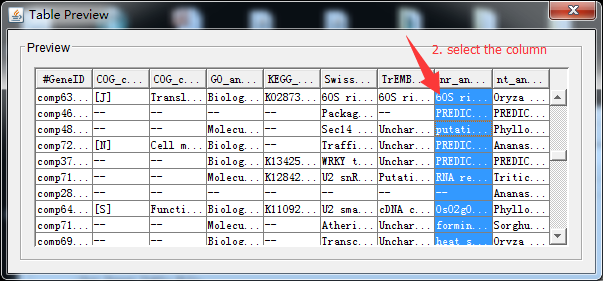 Table Preview
Preview
2. select the column
#GeneID COG_c... COG_c... GO_an... KEGG_... Swiss... TrEMB... nr_an... nt_an...
comp63... [J] Transl... Biolog... K02873... 60S ri... 60S ri... 60S ri... Oryza ...
comp46... -- -- -- -- Packag... -- PREDIC... PREDIC...
comp48... -- -- Molecu... -- Sec14 ... Unchar... putati... Phyllo...
comp72... [N] Cell m... Biolog... -- Traffi... Unchar... PREDIC... Ananas...
comp37... -- -- Biolog... K13425... WRKY t... Unchar... PREDIC... PREDIC...
comp71... -- -- Molecu... K12842... U2 snR... Putati... RNA re... Tritic...
comp28... -- -- -- -- -- -- -- Ananas...
comp64... [S] Functi... Biolog... K11092... U2 sma... cDNA c... Os02g0... Phyllo...
comp71... -- -- Molecu... -- Atheri... Unchar... formin... Sorghu...
comp69... -- -- Biolog... -- Transc... Unchar... heat s... Oryza ...